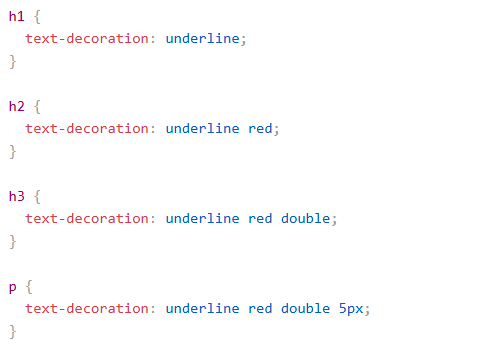 h1 {
  text-decoration: underline;
}

h2 {
  text-decoration: underline red;
}

h3 {
  text-decoration: underline red double;
}

p {
  text-decoration: underline red double 5px;
}